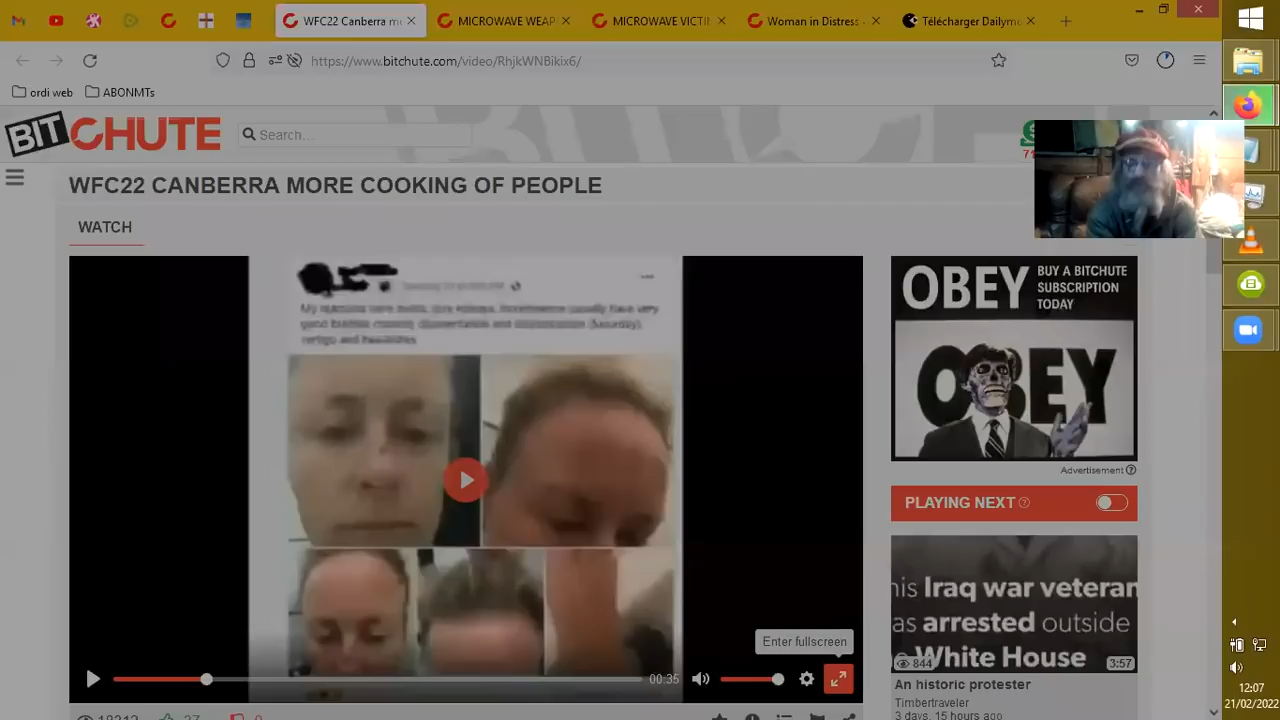 WFC22 Canberra mo
MICROWAVE WEAP
MICROWAVE VICTIN
Woman in Distress -
Télécharger Dailymo
https://www.bitchute.com/video/RhjkWNBikix6/
ordi web
ABONMTs
BITCHUTE
Search...
WFC22 CANBERRA MORE COOKING OF PEOPLE
WATCH
OBEY
BUY A BITCHUTE
SUBSCRIPTION
TODAY
OBEY
Advertisement
PLAYING NEXT
his Iraq war veteran
as arrested outside
White House
844
3:57
Enter fullscreen
00:35
An historic protester
Timbertraveler
3 days, 15 hours ago
12:07
21/02/2022